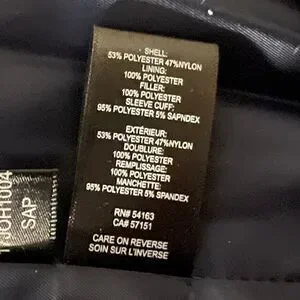 SHELL:
53% POLYESTER 47%NYLON
LINING:
100% POLYESTER
FILLER:
100% POLYESTER
SLEEVE CUFF:
95% POLYESTER 5% SAPNDEX
EXTÉRIEUR:
53% POLYESTER 47%NYLON
DOUBLURE:
100% POLYESTER
REMPLISSAGE:
100% POLYESTER
MANCHETTE:
95% POLYESTER 5% SPANDEX
RN# 54163
CA# 57151
CARE ON REVERSE
SOIN SUR L'INVERSE
SAP